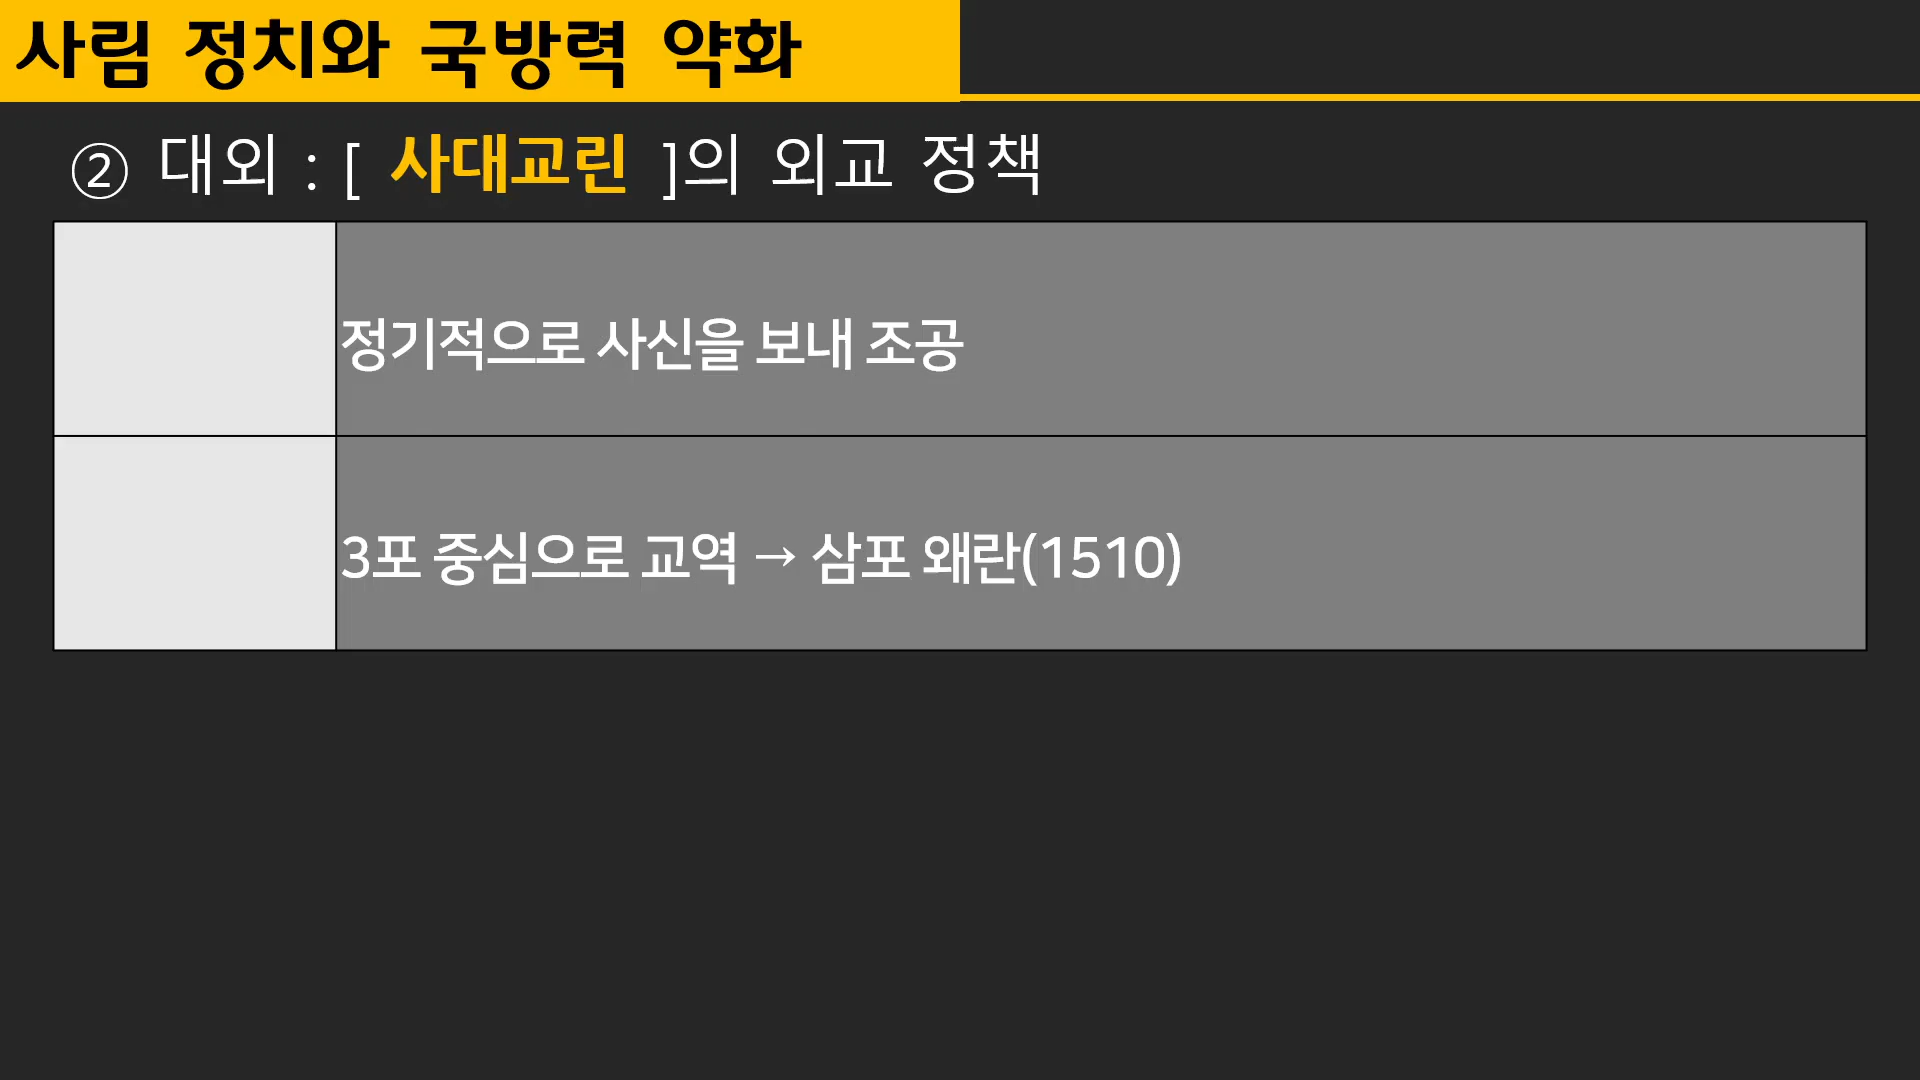 사림 정치와 국방력 약화
② 대외 : [ 사대교린 ]의 외교 정책
정기적으로 사신을 보내 조공
3포 중심으로 교역 → 삼포 왜란(1510)